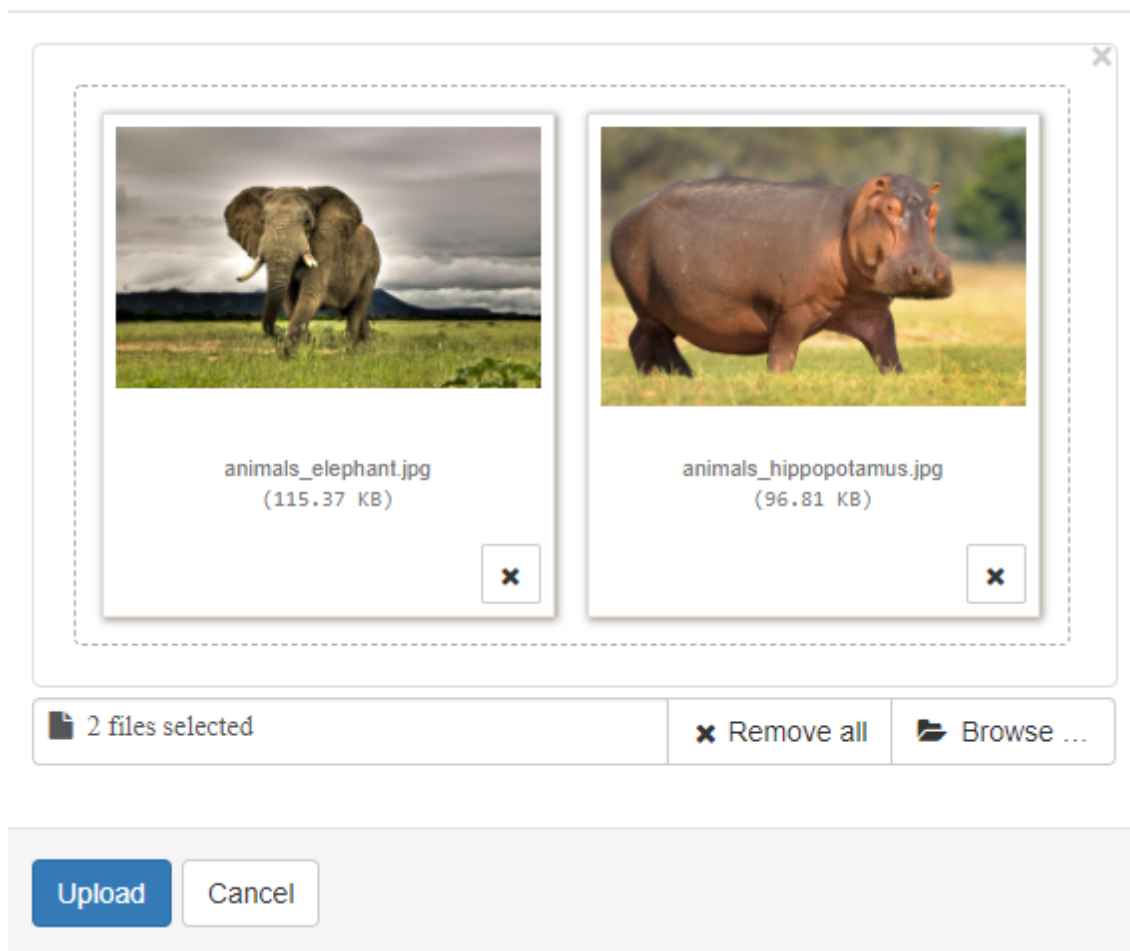 animals_elephant.jpg
(115.37 KB)
animals_hippopotamus.jpg
(96.81 KB)
2 files selected
Remove all
Browse …
Upload
Cancel